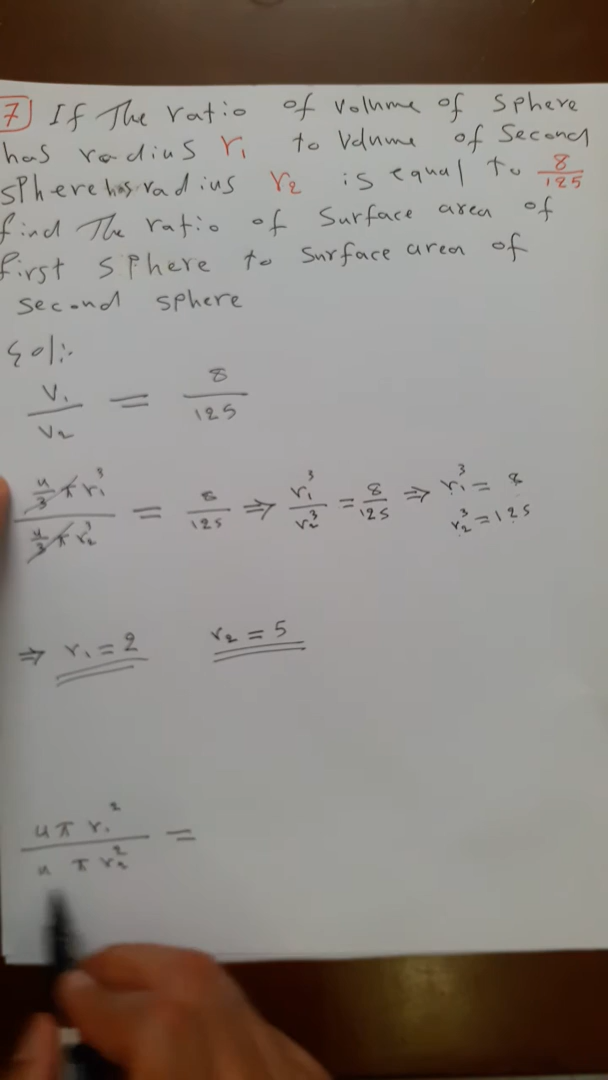 7 If The ratio of volume of sphere
has radius r₁ to volume of Second
sphere has radius r₂ is equal to 8/125
find The ratio of Surface area of
first sphere to surface area of
second sphere
Sol:-
V₁/V₂ = 8/125
(4/3 π r₁³)/(4/3 π r₂³) = 8/125 ⇒ r₁³/r₂³ = 8/125 ⇒ r₁³ = 8
r₂³ = 125
⇒ r₁ = 2 r₂ = 5
(4 π r₁²)/(4 π r₂²) =